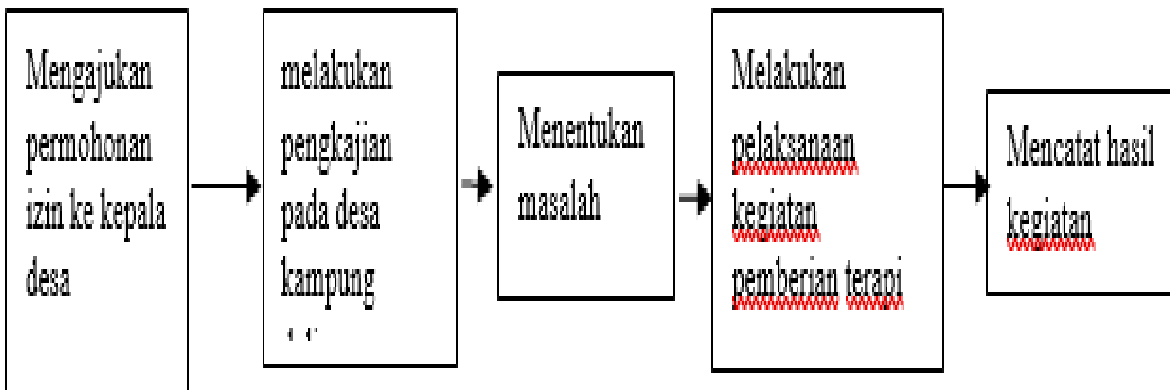 Mengajukan
permohonan
izin ke kepala
desa
melakukan
pengkajian
pada desa
kampung
Menentukan
masalah
Melakukan
pelaksanaan
kegiatan
pemberian terapi
Mencatat hasil
kegiatan